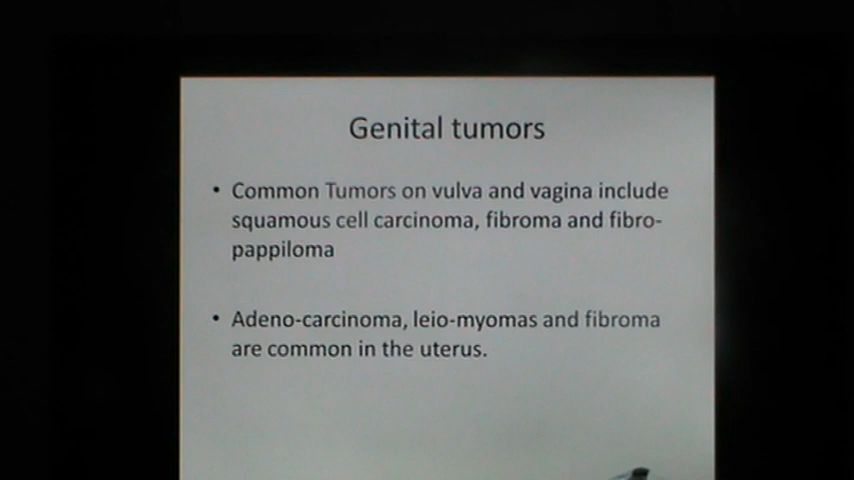 Genital tumors
• Common Tumors on vulva and vagina include
squamous cell carcinoma, fibroma and fibro-
pappiloma
• Adeno-carcinoma, leio-myomas and fibroma
are common in the uterus.